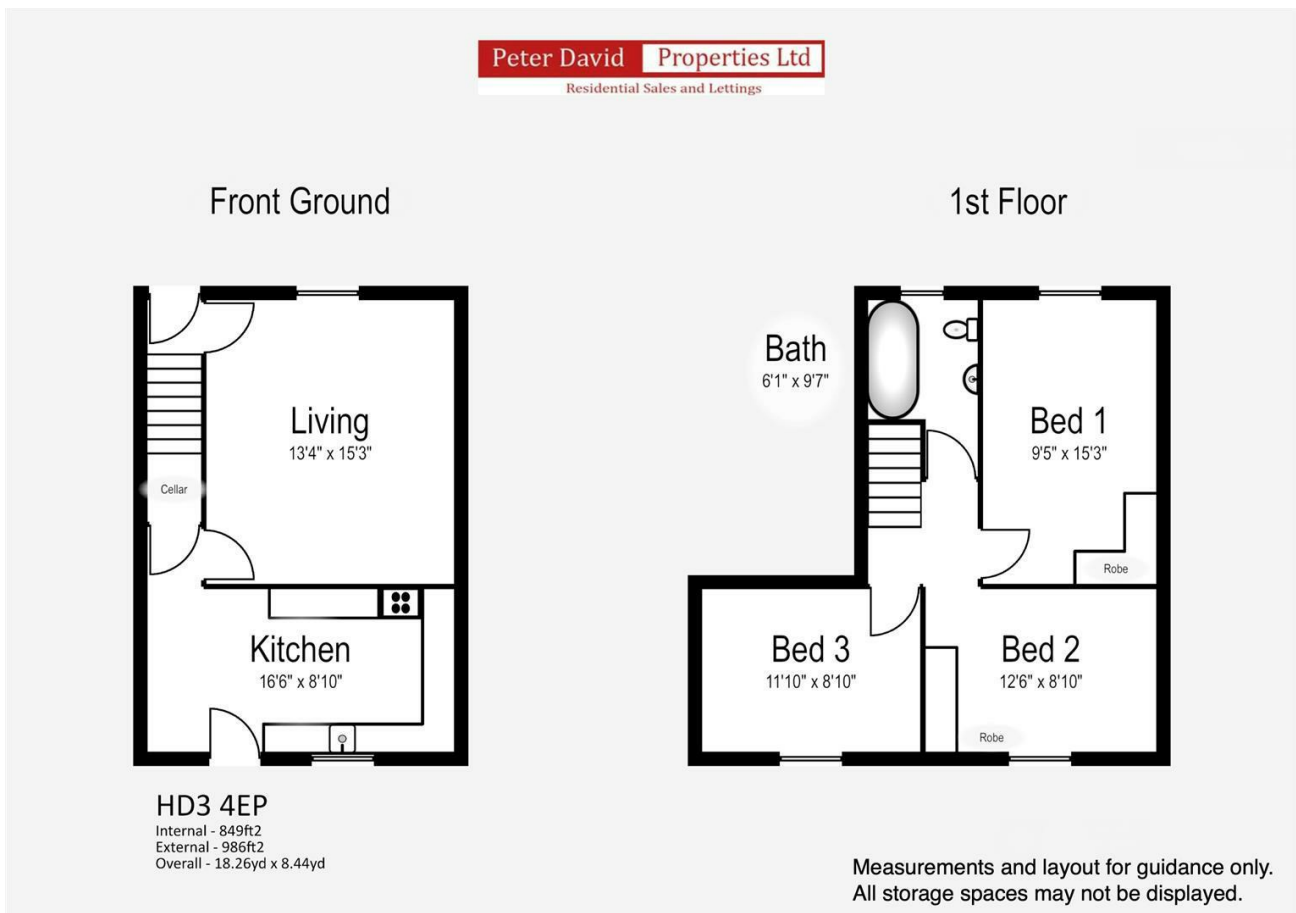 Peter David Properties Ltd
Residential Sales and Lettings
Front Ground
1st Floor
Living
13'4" x 15'3"
Cellar
Kitchen
16'6" x 8'10"
Bath
6'1" x 9'7"
Bed 1
9'5" x 15'3"
Robe
Bed 3
11'10" x 8'10"
Bed 2
12'6" x 8'10"
Robe
HD3 4EP
Internal - 849ft2
External - 986ft2
Overall - 18.26yd x 8.44yd
Measurements and layout for guidance only.
All storage spaces may not be displayed.